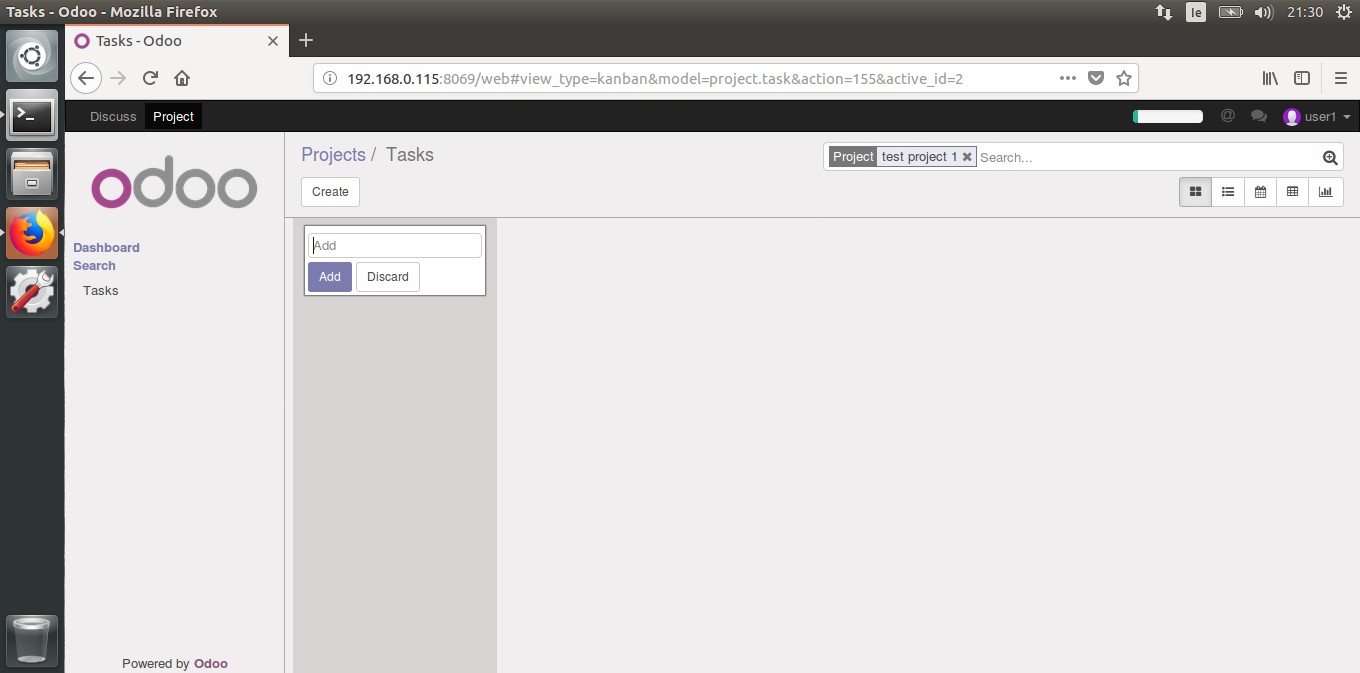 Tasks - Odoo - Mozilla Firefox
Ie
21:30
Tasks - Odoo
192.168.0.115:8069/web#view_type=kanban&model=project.task&action=155&active_id=2
Discuss Project
@ user1
odoo
Projects / Tasks
Project test project 1 Search...
Create
Dashboard
Search
Tasks
Add
Add Discard
Powered by Odoo